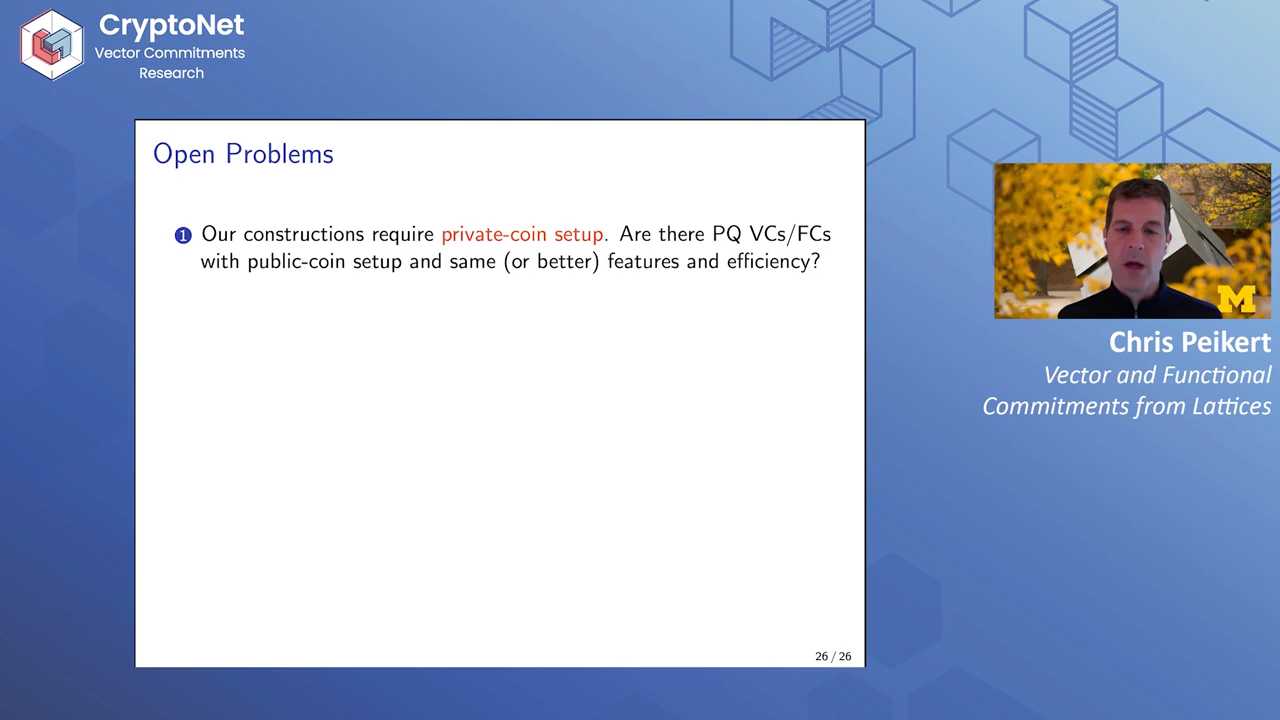 CryptoNet
Vector Commitments
Research
Open Problems
1 Our constructions require private-coin setup. Are there PQ VCs/FCs
with public-coin setup and same (or better) features and efficiency?
26 / 26
M
Chris Peikert
Vector and Functional
Commitments from Lattices